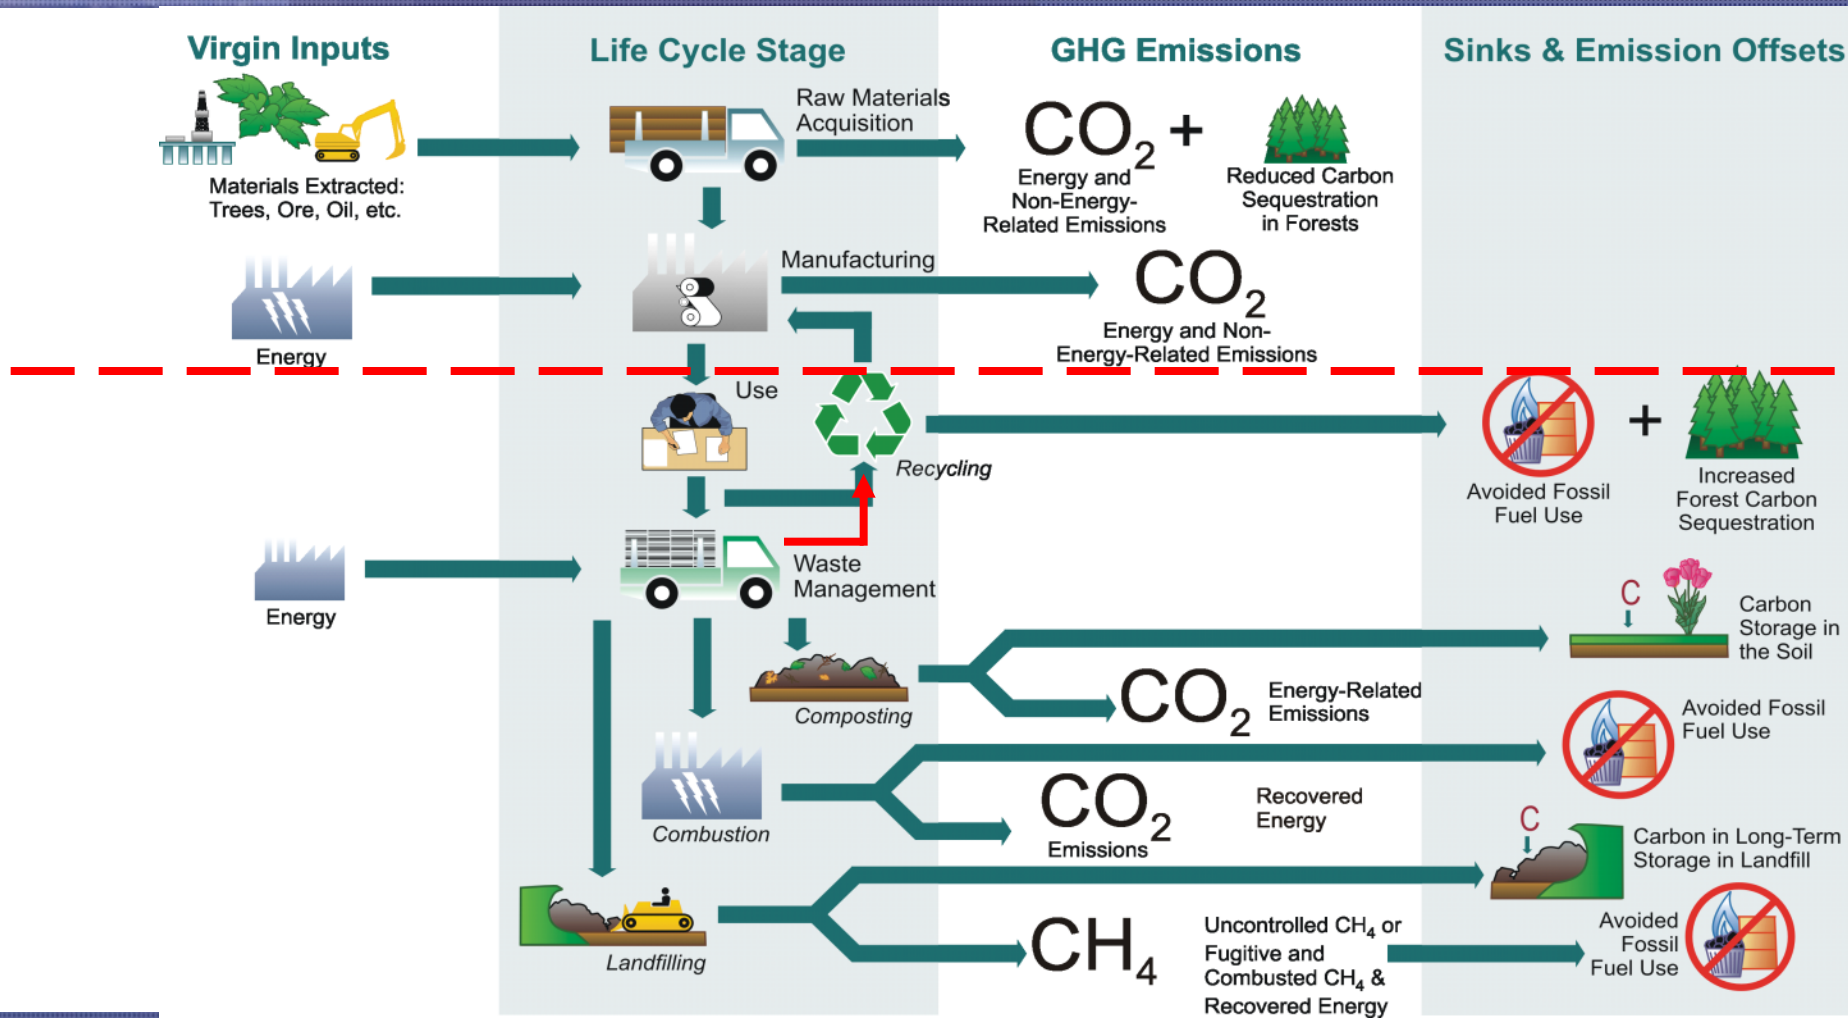 Virgin Inputs
Life Cycle Stage
GHG Emissions
Sinks & Emission Offsets
Materials Extracted:
Trees, Ore, Oil, etc.
Raw Materials
Acquisition
CO2
+
Energy and
Non-Energy-
Related Emissions
Reduced Carbon
Sequestration
in Forests
Energy
Manufacturing
CO2
Energy and Non-
Energy-Related Emissions
Use
Recycling
+
Avoided Fossil
Fuel Use
Increased
Forest Carbon
Sequestration
Energy
Waste
Management
Composting
CO2
Energy-Related
Emissions
C
Carbon
Storage in
the Soil
Combustion
CO2
Emissions
Recovered
Energy
Avoided Fossil
Fuel Use
Landfilling
CH4
Uncontrolled CH4 or
Fugitive and
Combusted CH4 &
Recovered Energy
C
Carbon in Long-Term
Storage in Landfill
Avoided
Fossil
Fuel Use